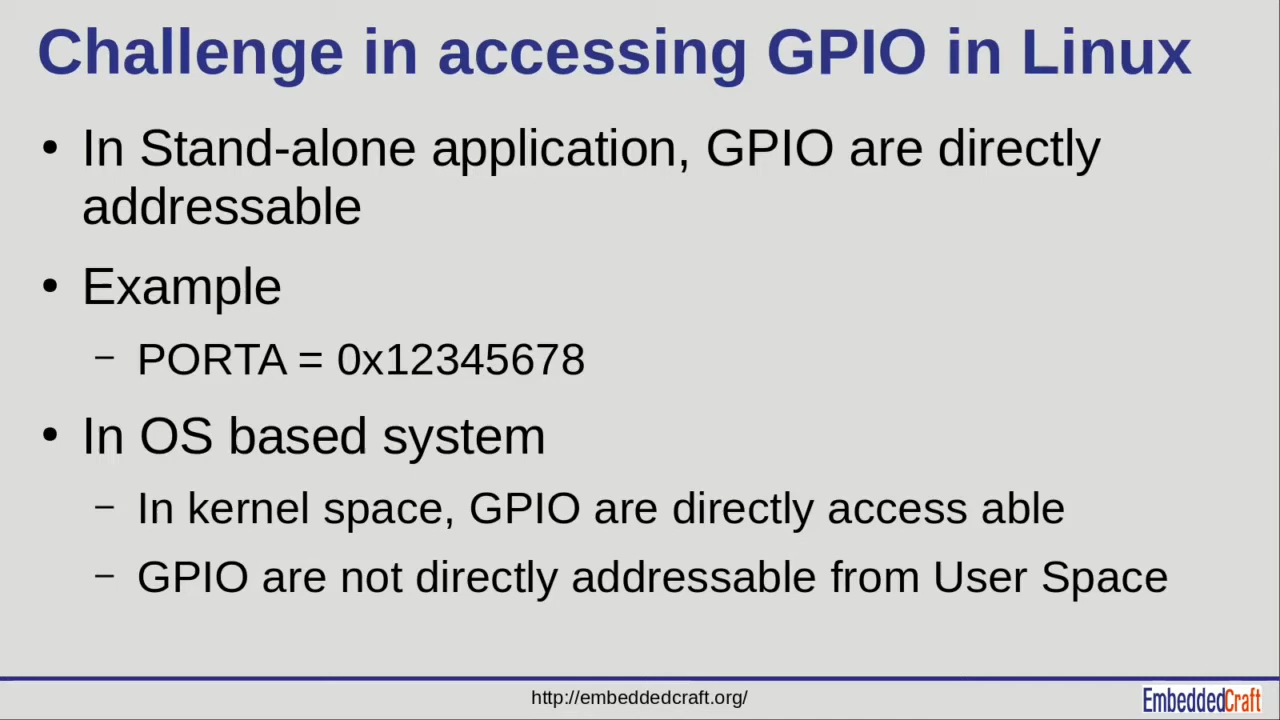 Challenge in accessing GPIO in Linux
• In Stand-alone application, GPIO are directly
addressable
• Example
– PORTA = 0x12345678
• In OS based system
– In kernel space, GPIO are directly access able
– GPIO are not directly addressable from User Space
http://embeddedcraft.org/
EmbeddedCraft